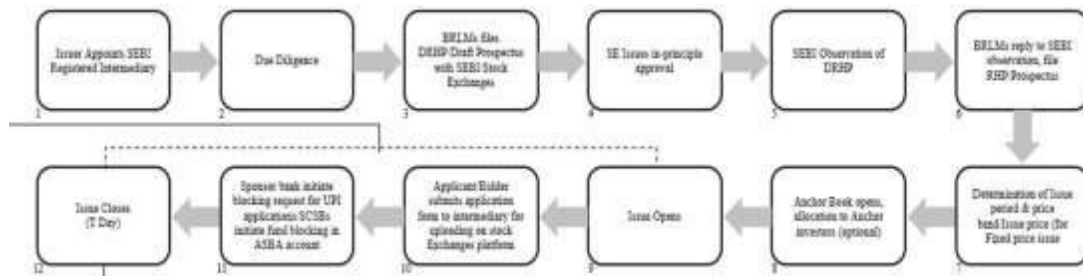 Issuer Appoints SEBI
Registered Intermediary
1
Due Diligence
2
BRLMs files
DRHP Draft Prospectus
with SEBI Stock
Exchanges
3
SE Issues in-principle
approval
4
SEBI Observation of
DRHP
5
BRLMs reply to SEBI
observation, file
RHP Prospectus
6
Determination of Issue
period & price
band Issue price (for
Fixed price issue
7
Anchor Book opens,
allocation to Anchor
investors (optional)
8
Issue Opens
9
Applicant Bidder
submits application
form to intermediary for
uploading on stock
Exchanges platform
10
Sponsor bank initiate
blocking request for UPI
applications SCSBs
initiate fund blocking in
ASBA account
11
Issue Closes
(T Day)
12